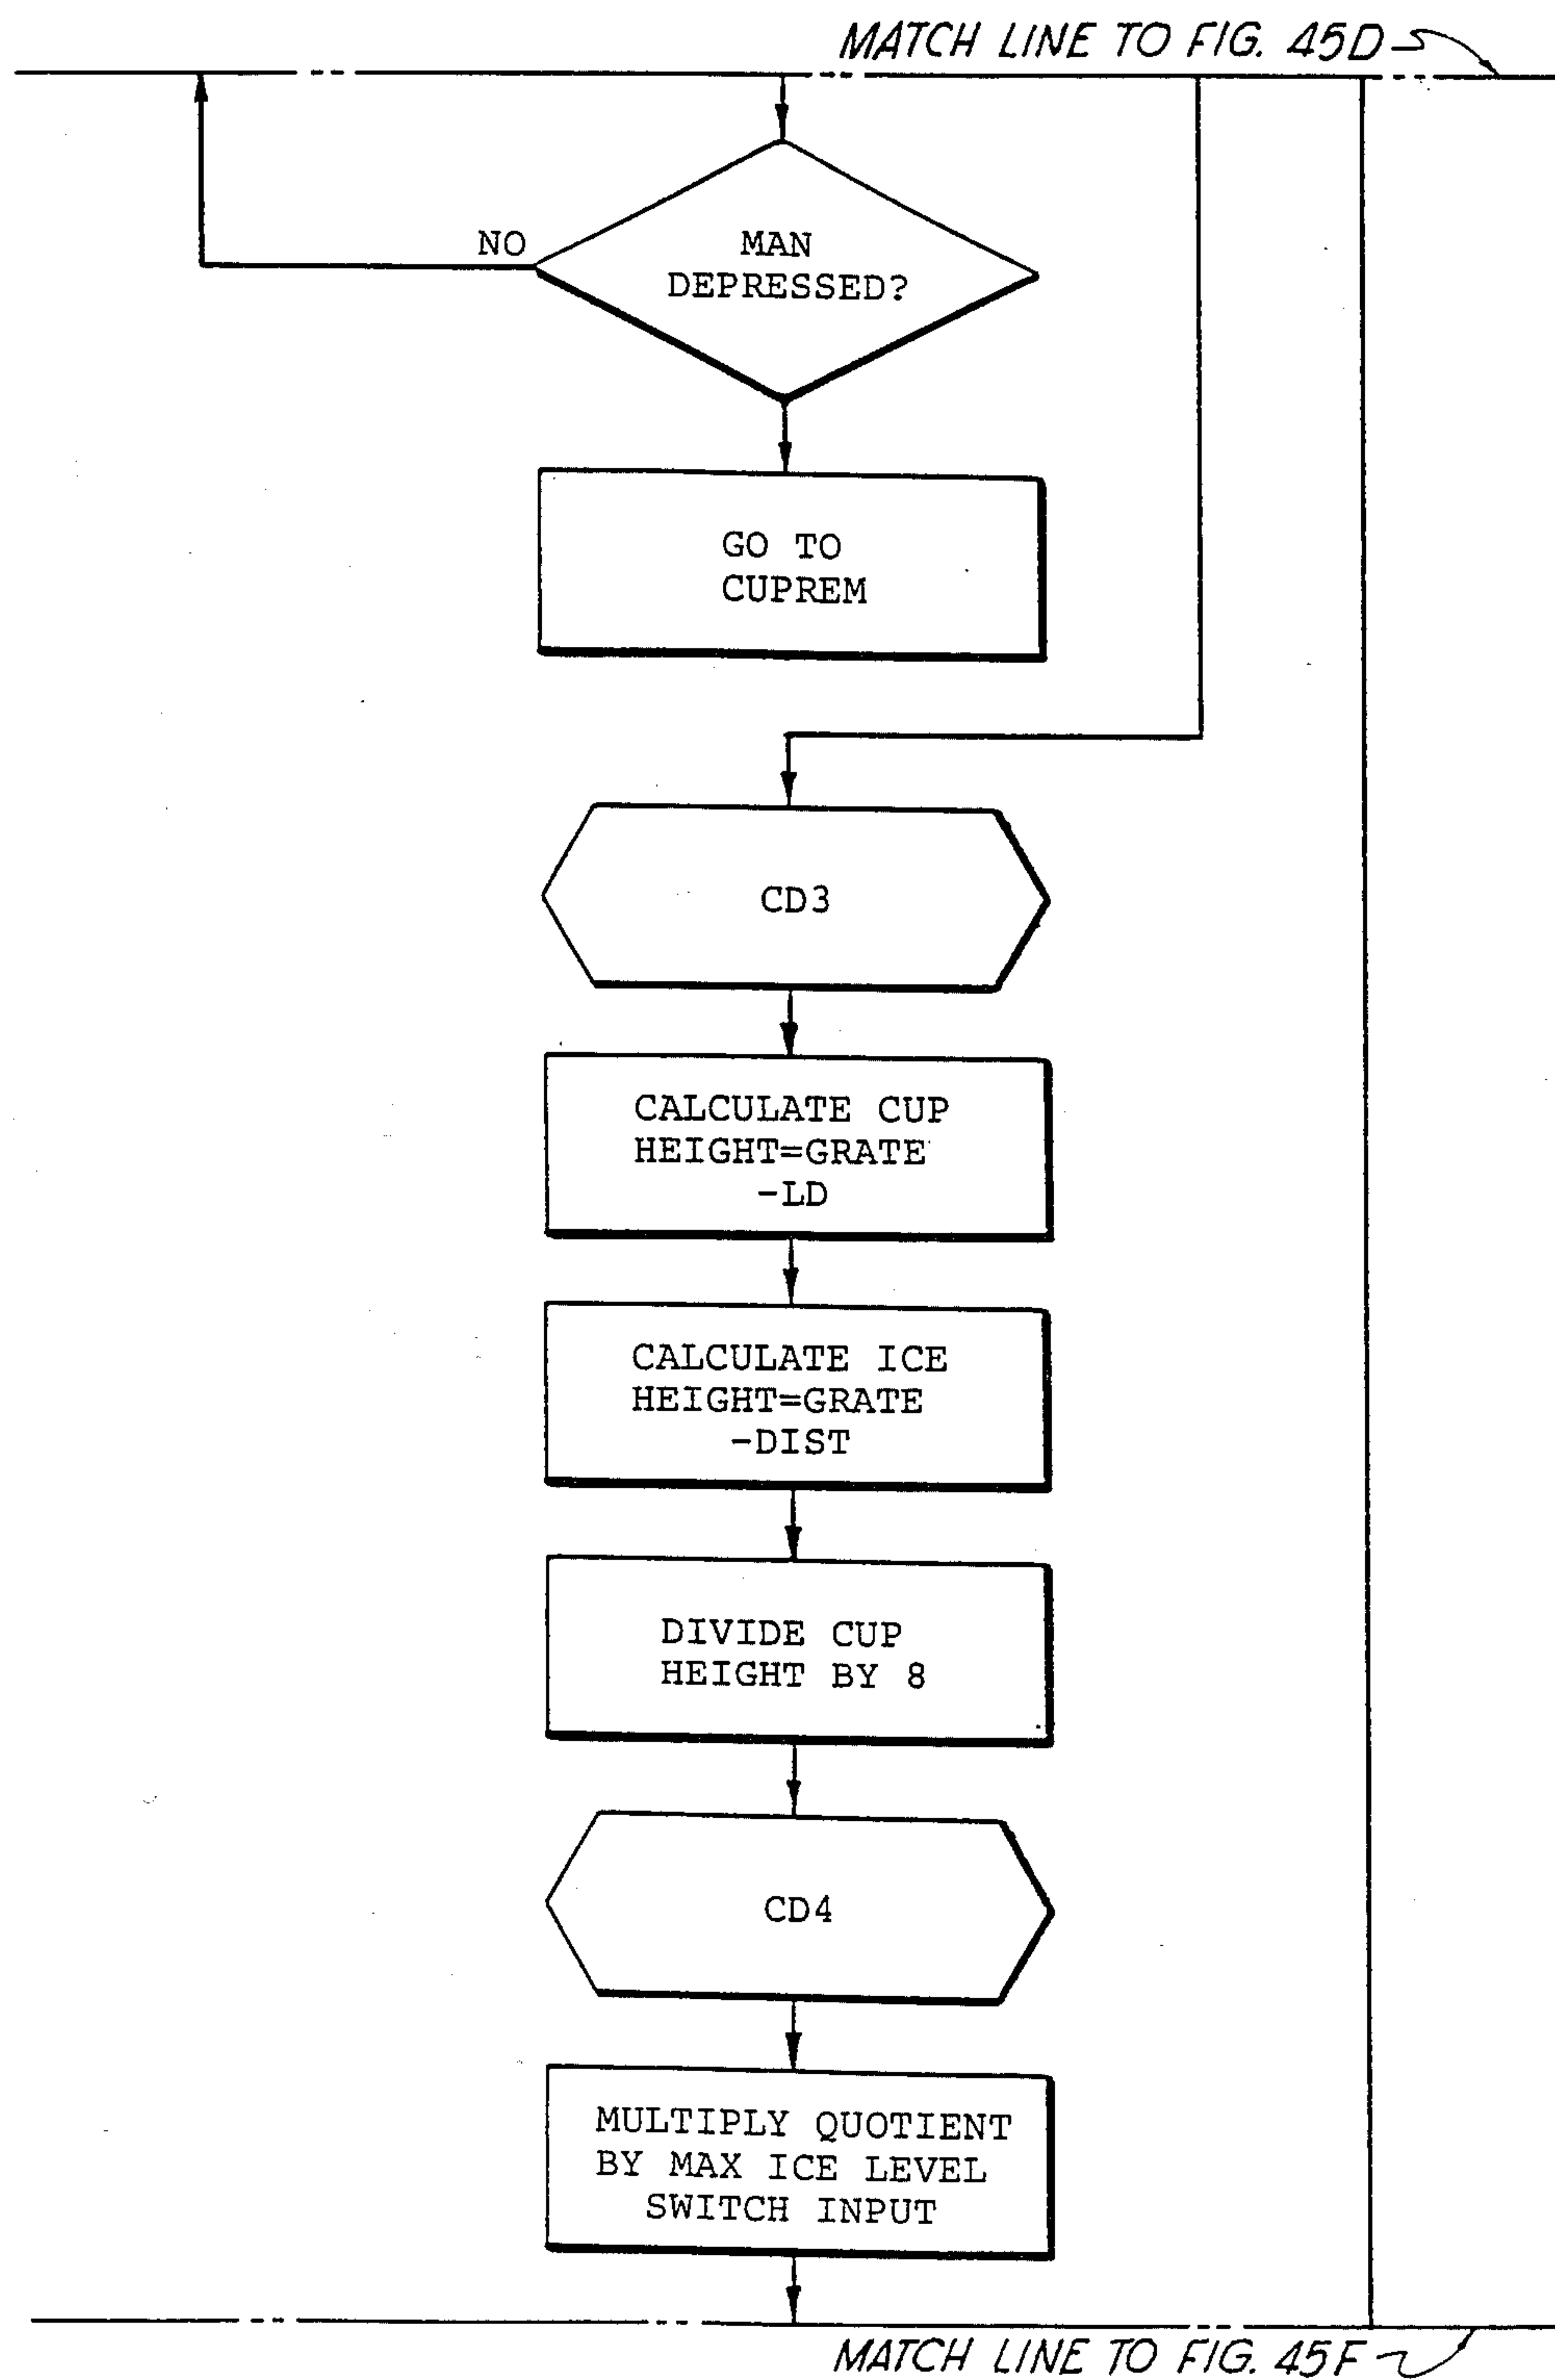 MATCH LINE TO FIG. 45D
NO
MAN
DEPRESSED?
GO TO
CUPREM
CD3
CALCULATE CUP
HEIGHT=GRATE
-LD
CALCULATE ICE
HEIGHT=GRATE
-DIST
DIVIDE CUP
HEIGHT BY 8
CD4
MULTIPLY QUOTIENT
BY MAX ICE LEVEL
SWITCH INPUT
MATCH LINE TO FIG. 45F